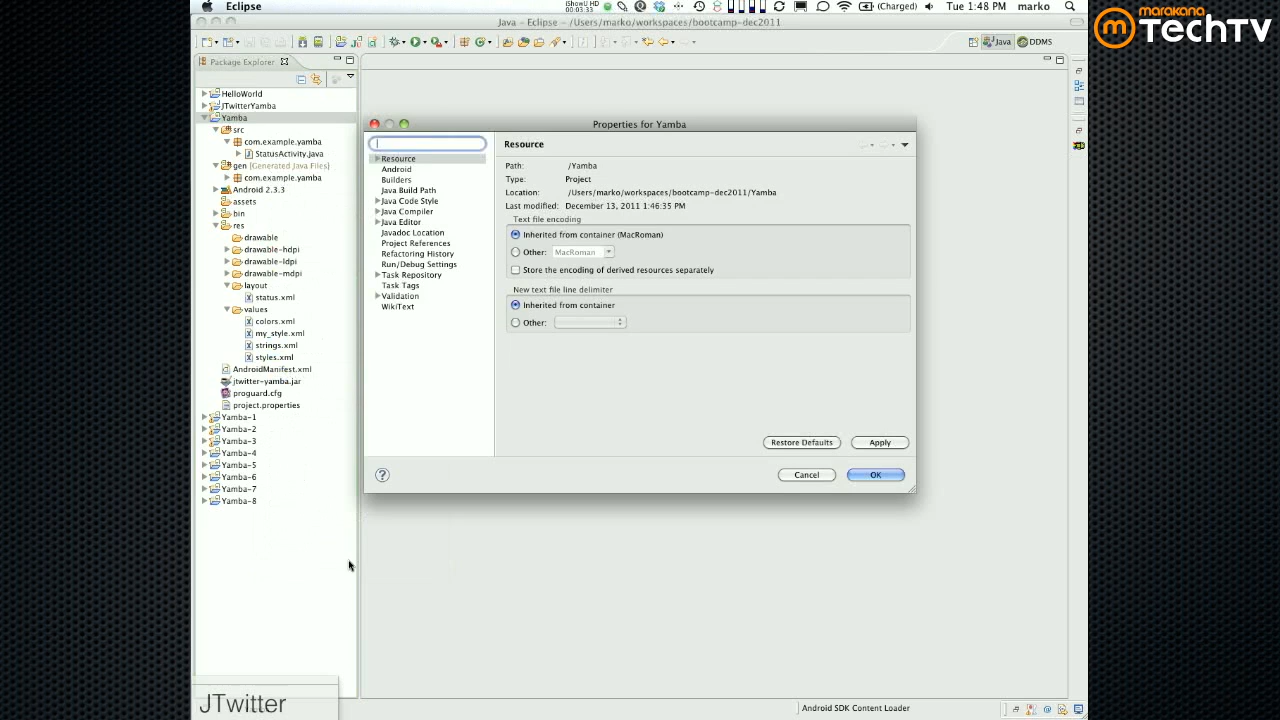 Eclipse
iShowU HD
00:03:33
(Charged)
Tue 1:48 PM
marko
marakana
TechTV
Java - Eclipse - /Users/marko/workspaces/bootcamp-dec2011
Java
DDMS
Package Explorer
HelloWorld
JTwitterYamba
Yamba
src
com.example.yamba
StatusActivity.java
gen [Generated Java Files]
com.example.yamba
Android 2.3.3
assets
bin
res
drawable
drawable-hdpi
drawable-ldpi
drawable-mdpi
layout
status.xml
values
colors.xml
my_style.xml
strings.xml
styles.xml
AndroidManifest.xml
jtwitter-yamba.jar
proguard.cfg
project.properties
Yamba-1
Yamba-2
Yamba-3
Yamba-4
Yamba-5
Yamba-6
Yamba-7
Yamba-8
Properties for Yamba
Resource
Android
Builders
Java Build Path
Java Code Style
Java Compiler
Java Editor
Javadoc Location
Project References
Refactoring History
Run/Debug Settings
Task Repository
Task Tags
Validation
WikiText
Resource
Path: /Yamba
Type: Project
Location: /Users/marko/workspaces/bootcamp-dec2011/Yamba
Last modified: December 13, 2011 1:46:35 PM
Text file encoding
Inherited from container (MacRoman)
Other: MacRoman
Store the encoding of derived resources separately
New text file line delimiter
Inherited from container
Other:
Restore Defaults
Apply
?
Cancel
OK
JTwitter
Android SDK Content Loader